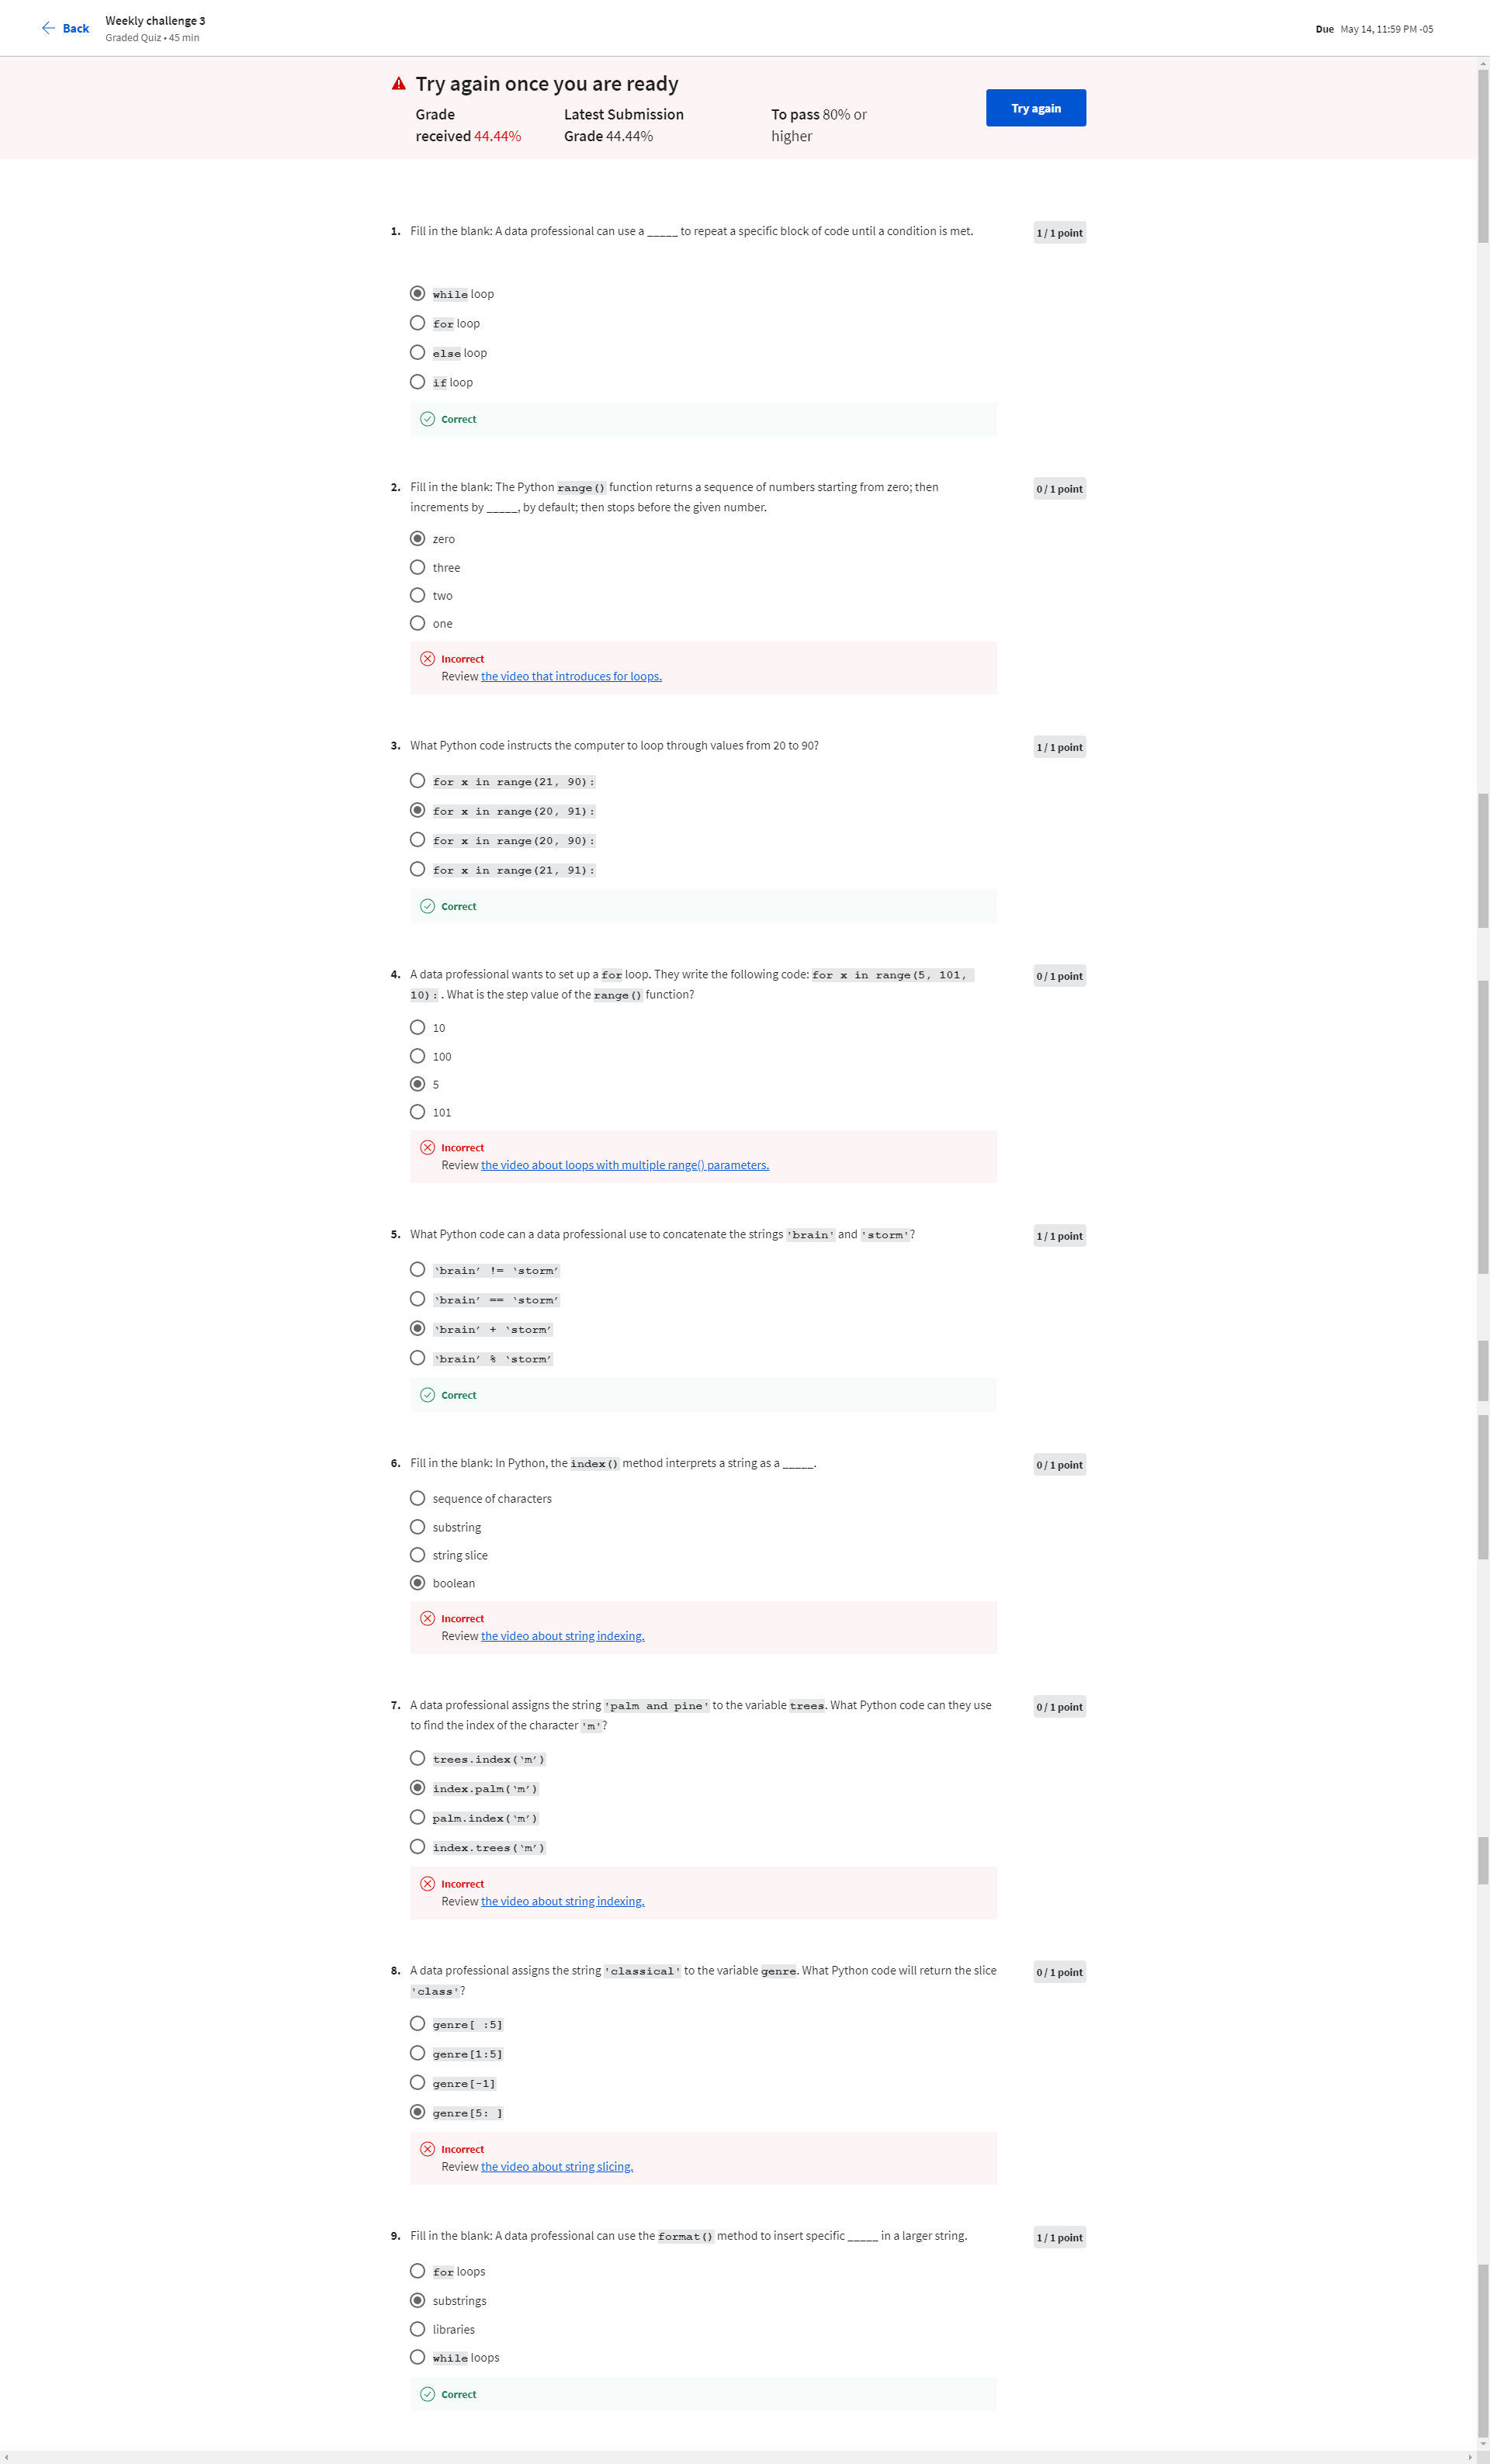 Back
Weekly challenge 3
Graded Quiz • 45 min
Due May 14, 11:59 PM -05
Try again once you are ready
Grade
received 44.44%
Latest Submission
Grade 44.44%
To pass 80% or
higher
Try again
1. Fill in the blank: A data professional can use a _____ to repeat a specific block of code until a condition is met.
1 / 1 point
while loop
for loop
else loop
if loop
Correct
2. Fill in the blank: The Python range() function returns a sequence of numbers starting from zero; then
increments by _____, by default; then stops before the given number.
0 / 1 point
zero
three
two
one
Incorrect
Review the video that introduces for loops.
3. What Python code instructs the computer to loop through values from 20 to 90?
1 / 1 point
for x in range(21, 90):
for x in range(20, 91):
for x in range(20, 90):
for x in range(21, 91):
Correct
4. A data professional wants to set up a for loop. They write the following code: for x in range(5, 101,
10): . What is the step value of the range() function?
0 / 1 point
10
100
5
101
Incorrect
Review the video about loops with multiple range() parameters.
5. What Python code can a data professional use to concatenate the strings 'brain' and 'storm'?
1 / 1 point
‘brain’ != ‘storm’
‘brain’ == ‘storm’
‘brain’ + ‘storm’
‘brain’ % ‘storm’
Correct
6. Fill in the blank: In Python, the index() method interprets a string as a _____.
0 / 1 point
sequence of characters
substring
string slice
boolean
Incorrect
Review the video about string indexing.
7. A data professional assigns the string 'palm and pine' to the variable trees. What Python code can they use
to find the index of the character 'm'?
0 / 1 point
trees.index(‘m’)
index.palm(‘m’)
palm.index(‘m’)
index.trees(‘m’)
Incorrect
Review the video about string indexing.
8. A data professional assigns the string 'classical' to the variable genre. What Python code will return the slice
'class'?
0 / 1 point
genre[ :5]
genre[1:5]
genre[-1]
genre[5: ]
Incorrect
Review the video about string slicing.
9. Fill in the blank: A data professional can use the format() method to insert specific _____ in a larger string.
1 / 1 point
for loops
substrings
libraries
while loops
Correct